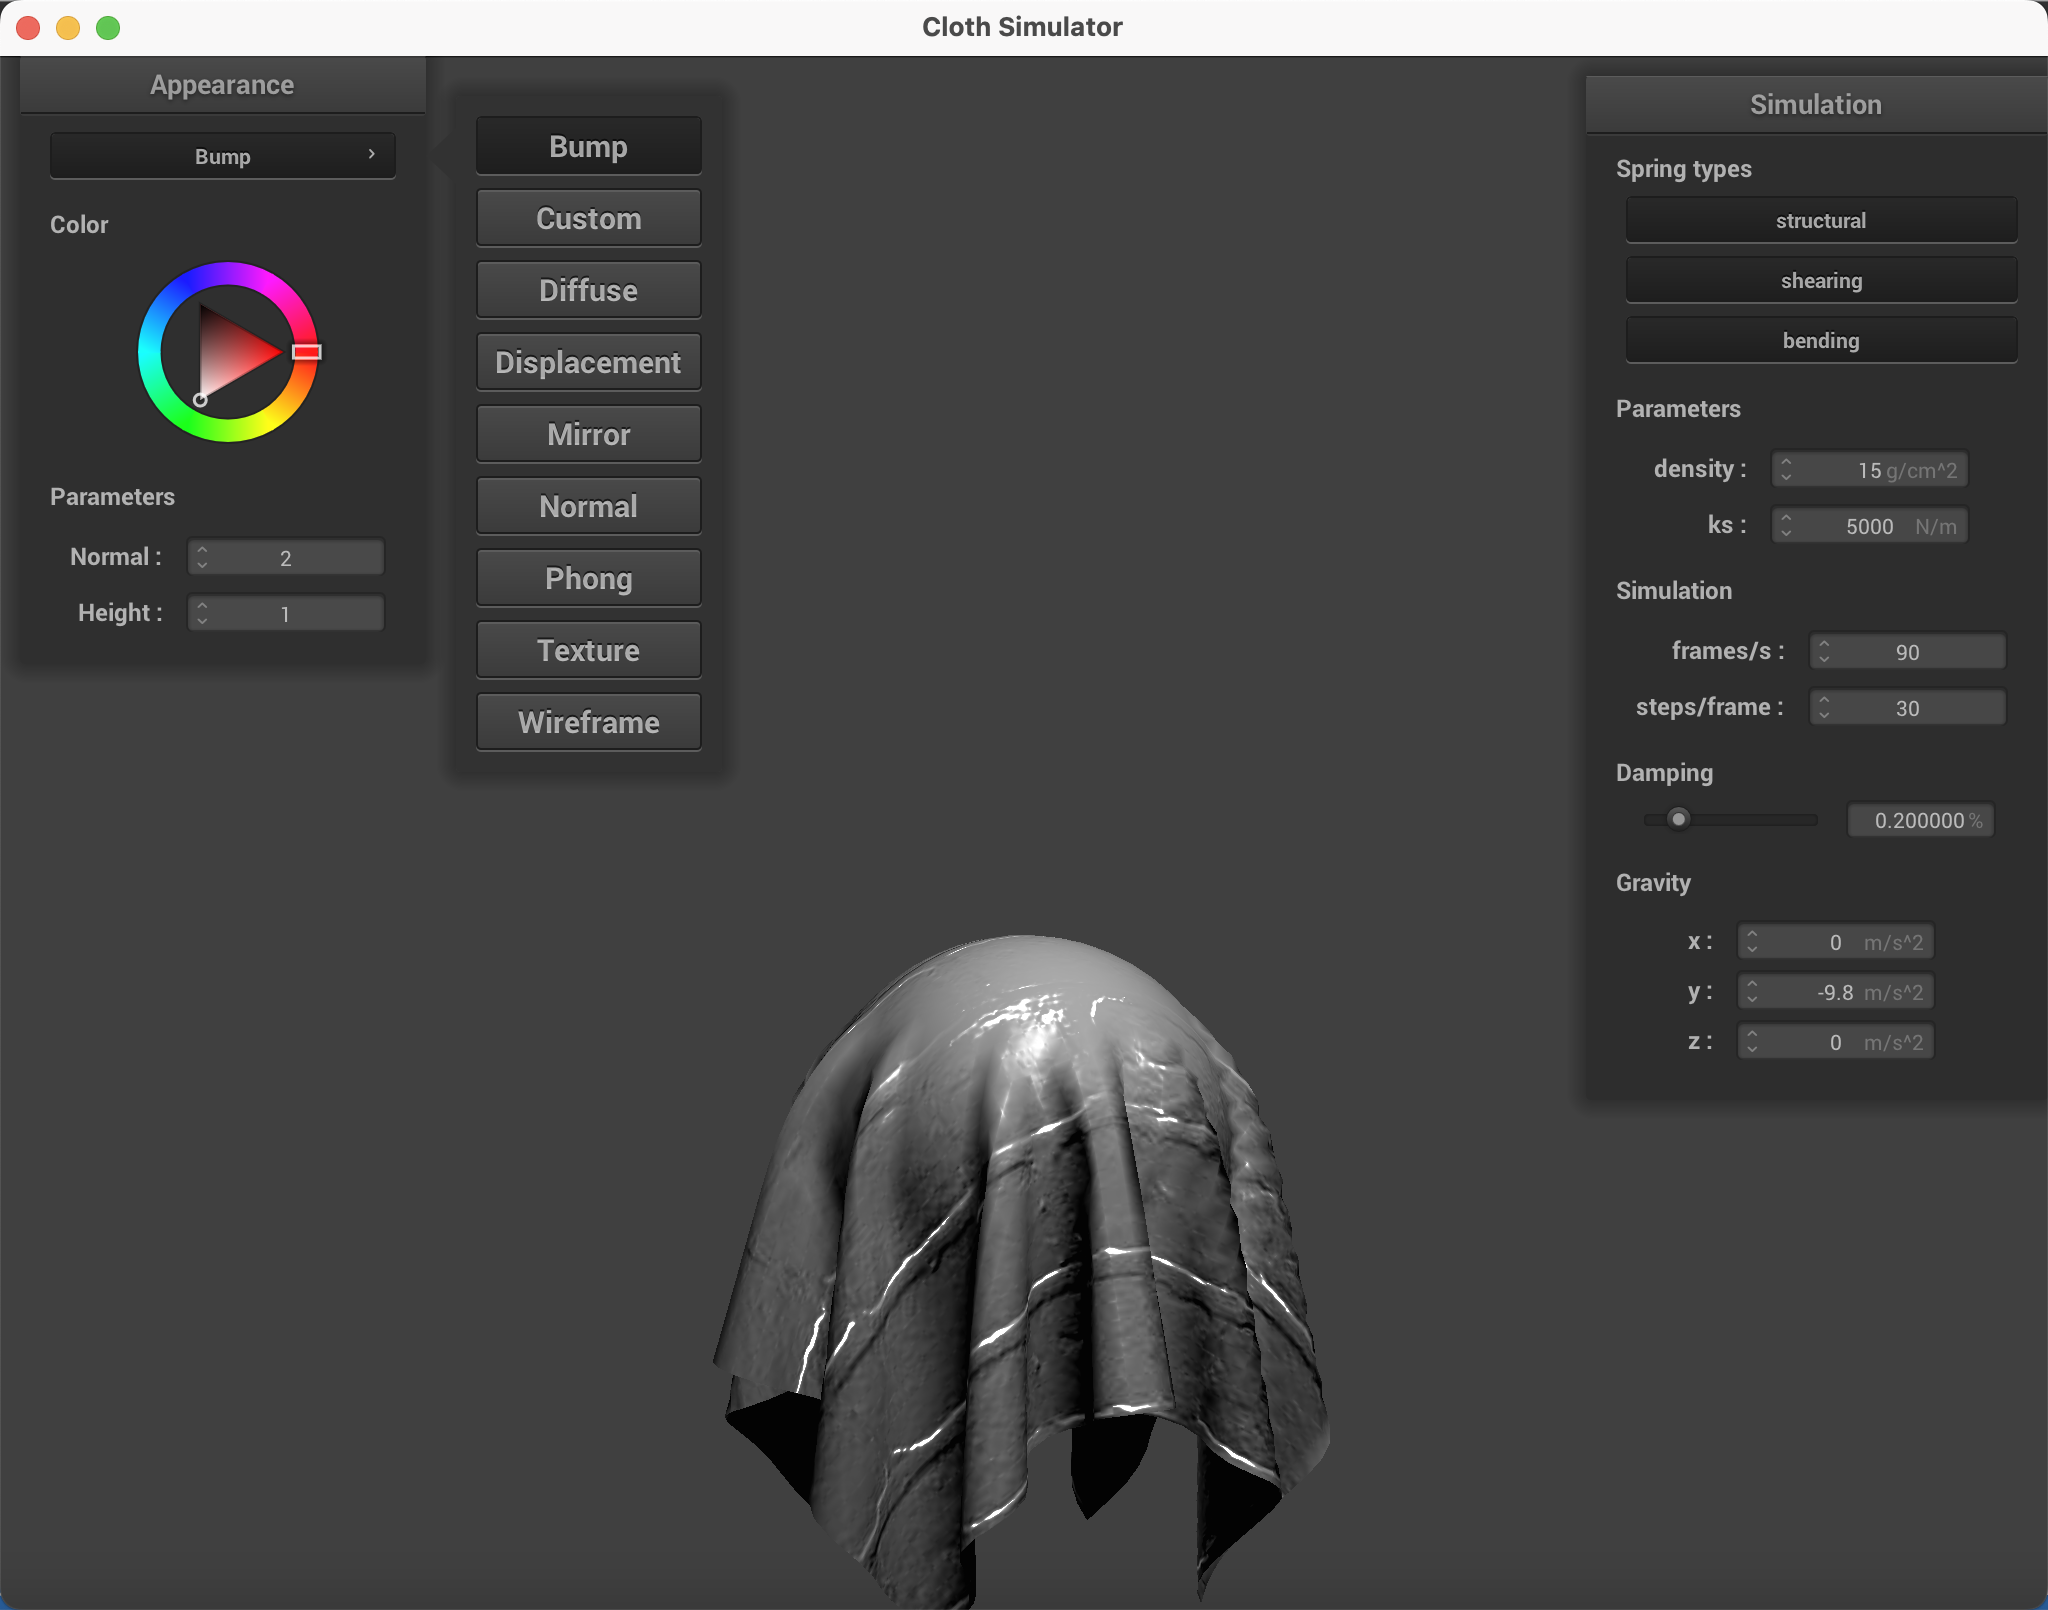 Cloth Simulator
Appearance
Bump
Color
Parameters
Normal : 2
Height : 1
Bump
Custom
Diffuse
Displacement
Mirror
Normal
Phong
Texture
Wireframe
Simulation
Spring types
structural
shearing
bending
Parameters
density : 15 g/cm^2
ks : 5000 N/m
Simulation
frames/s : 90
steps/frame : 30
Damping
0.200000 %
Gravity
x : 0 m/s^2
y : -9.8 m/s^2
z : 0 m/s^2